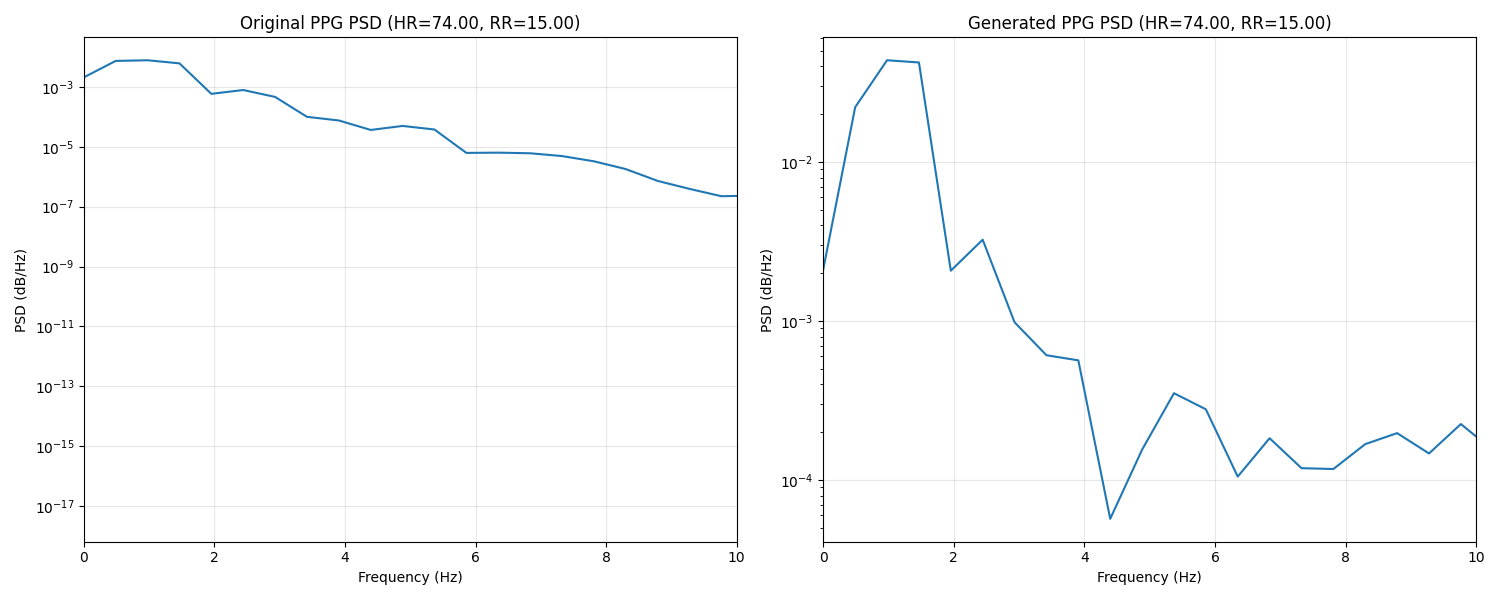 Original PPG PSD (HR=74.00, RR=15.00)
PSD (dB/Hz)
10⁻³
10⁻⁵
10⁻⁷
10⁻⁹
10⁻¹¹
10⁻¹³
10⁻¹⁵
10⁻¹⁷
0 2 4 6 8 10
Frequency (Hz)
Generated PPG PSD (HR=74.00, RR=15.00)
PSD (dB/Hz)
10⁻²
10⁻³
10⁻⁴
0 2 4 6 8 10
Frequency (Hz)